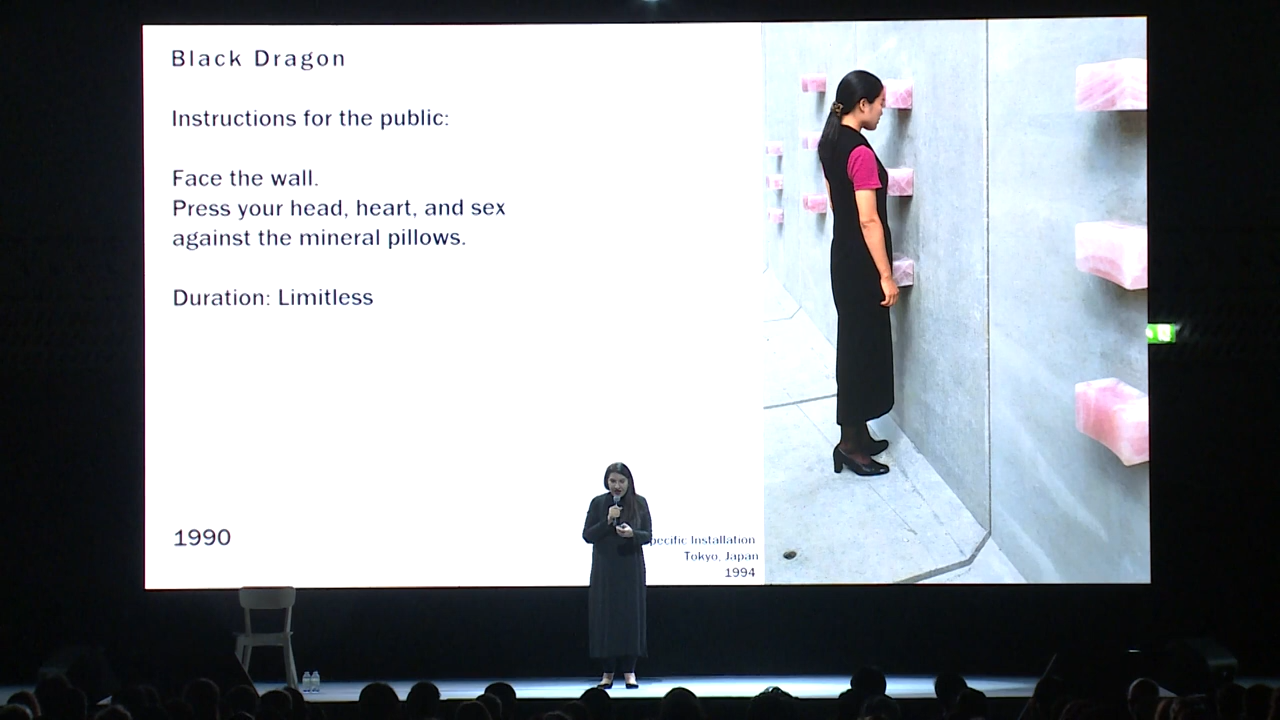 Black Dragon
Instructions for the public:
Face the wall.
Press your head, heart, and sex
against the mineral pillows.
Duration: Limitless
1990
pecific Installation
Tokyo, Japan
1994